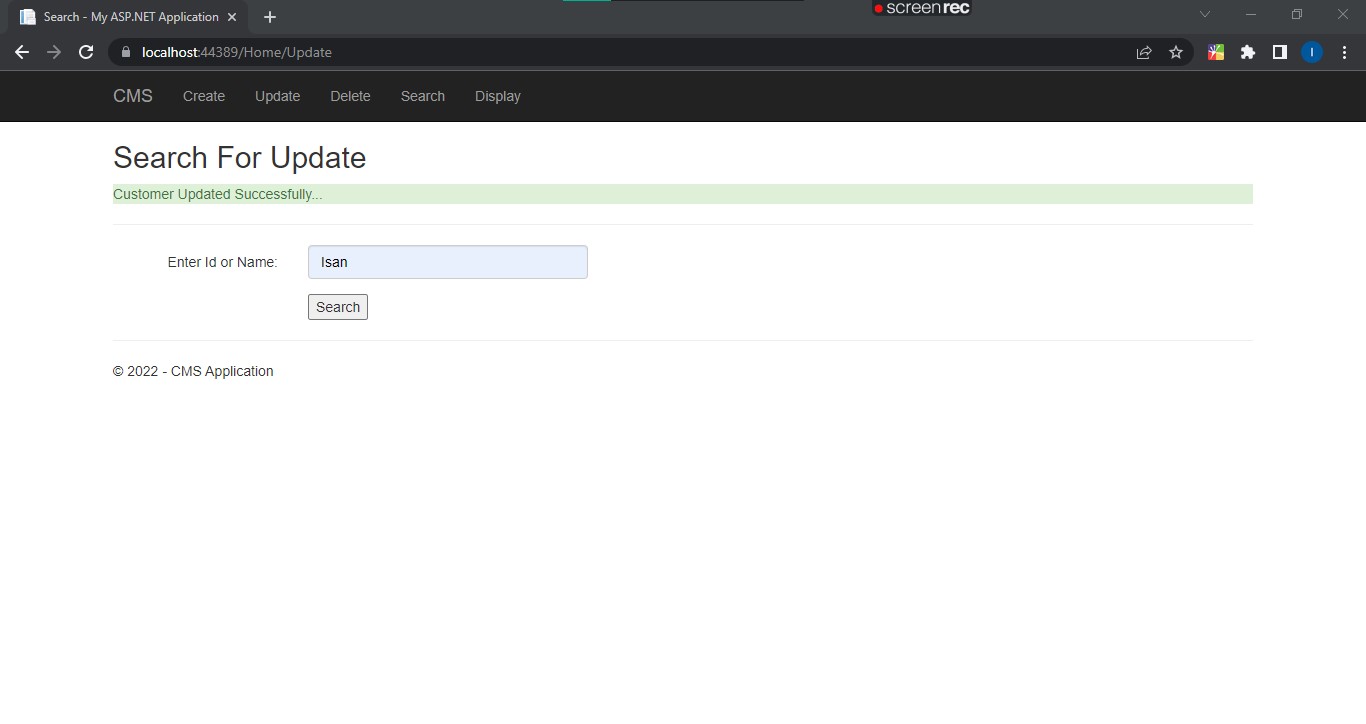 Search - My ASP.NET Application
screenrec
localhost:44389/Home/Update
I
CMS Create Update Delete Search Display
Search For Update
Customer Updated Successfully...
Enter Id or Name: Isan
Search
© 2022 - CMS Application